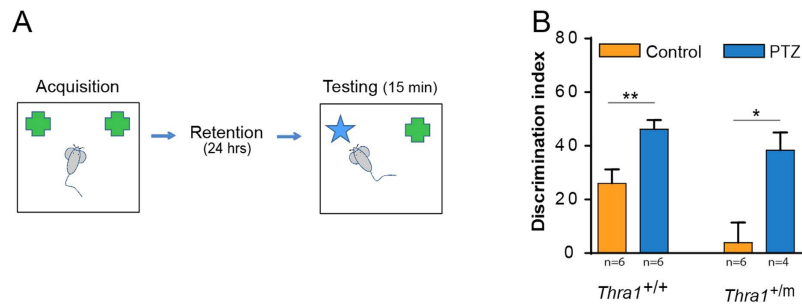 A
Acquisition
Retention
(24 hrs)
Testing (15 min)
B
Discrimination index
80
60
40
20
0
Control
PTZ
**
*
n=6
n=6
n=6
n=4
Thra1+/+
Thra1+/m